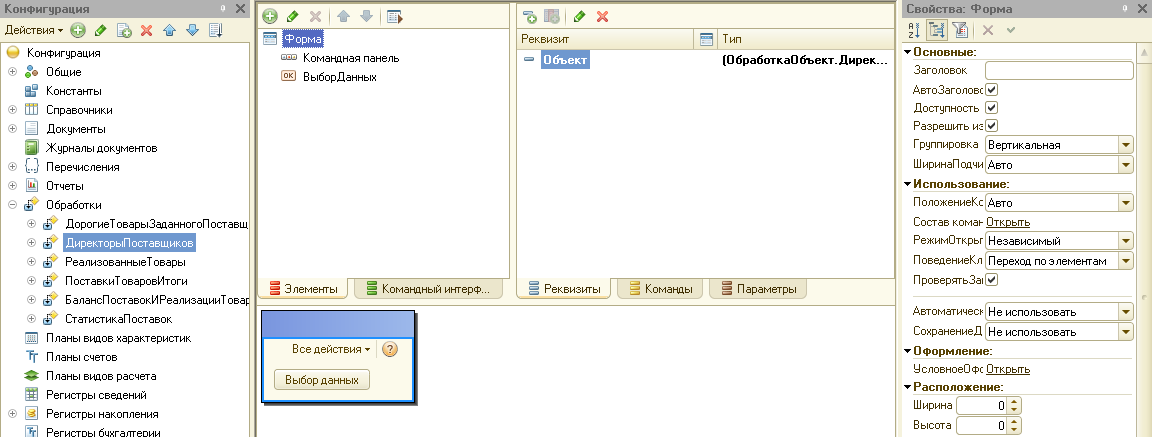 Конфигурация
Действия
Конфигурация
Общие
Константы
Справочники
Документы
Журналы документов
Перечисления
Отчеты
Обработки
ДорогиеТоварыЗаданногоПоставщ
ДиректорыПоставщиков
РеализованныеТовары
ПоставкиТоваровИтоги
БалансПоставокИРеализацииТовар
СтатистикаПоставок
Планы видов характеристик
Планы счетов
Планы видов расчета
Регистры сведений
Регистры накопления
Регистры бухгалтерии
Форма
Командная панель
ВыборДанных
Элементы
Командный интерф...
Реквизит Тип
Объект (ОбработкаОбъект.Дирек...
Реквизиты
Команды
Параметры
Все действия
Выбор данных
Свойства: Форма
Основные:
Заголовок
АвтоЗаголово
Доступность
Разрешить из
Группировка Вертикальная
ШиринаПодчи Авто
Использование:
ПоложениеКо Авто
Состав коман Открыть
РежимОткры Независимый
ПоведениеКл Переход по элементам
ПроверятьЗа
Автоматическ Не использовать
СохранениеД Не использовать
Оформление:
УсловноеОфо Открыть
Расположение:
Ширина 0
Высота 0